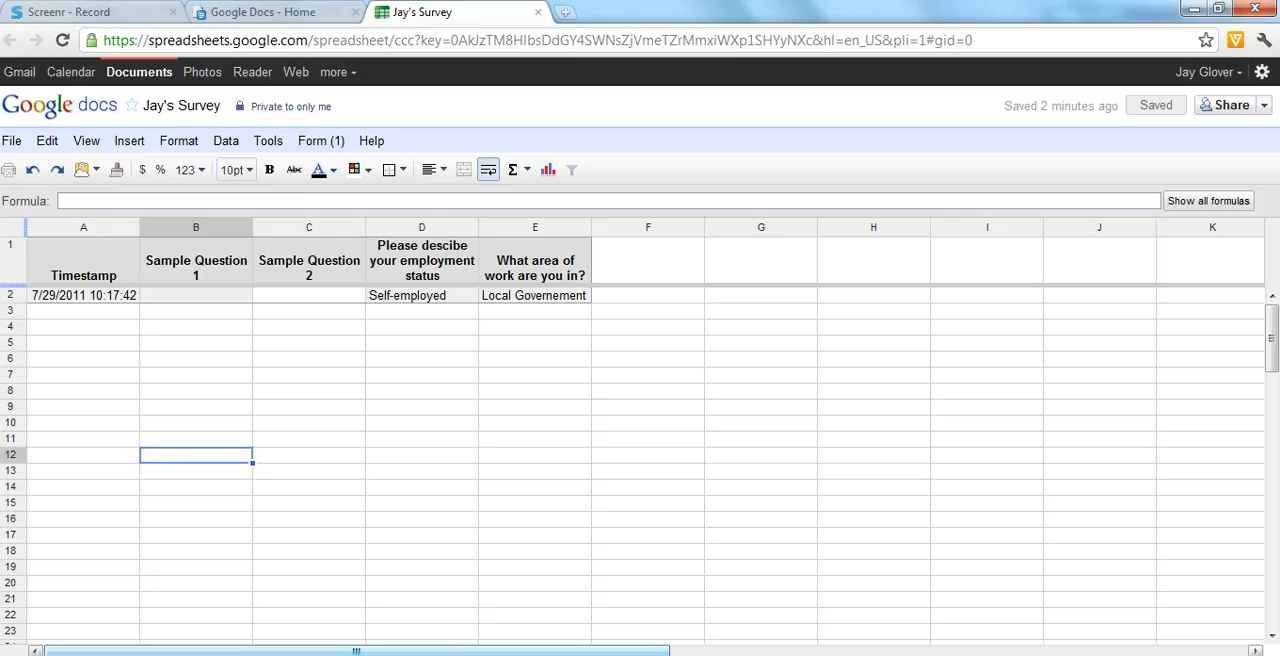 Screenr - Record
Google Docs - Home
Jay's Survey
https://spreadsheets.google.com/spreadsheet/ccc?key=0AkJzTM8HIbsDdGY4SWNsZjVmeTZrMmxiWXp1SHYyNXc&hl=en_US&pli=1#gid=0
Gmail Calendar Documents Photos Reader Web more
Jay Glover
Google docs Jay's Survey Private to only me
Saved 2 minutes ago Saved Share
File Edit View Insert Format Data Tools Form (1) Help
$ % 123 10pt B Abc A Σ
Formula: Show all formulas
A B C D E F G H I J K
1
Timestamp
Sample Question
1
Sample Question
2
Please descibe
your employment
status
What area of
work are you in?
2 7/29/2011 10:17:42 Self-employed Local Governement
3
4
5
6
7
8
9
10
11
12
13
14
15
16
17
18
19
20
21
22
23